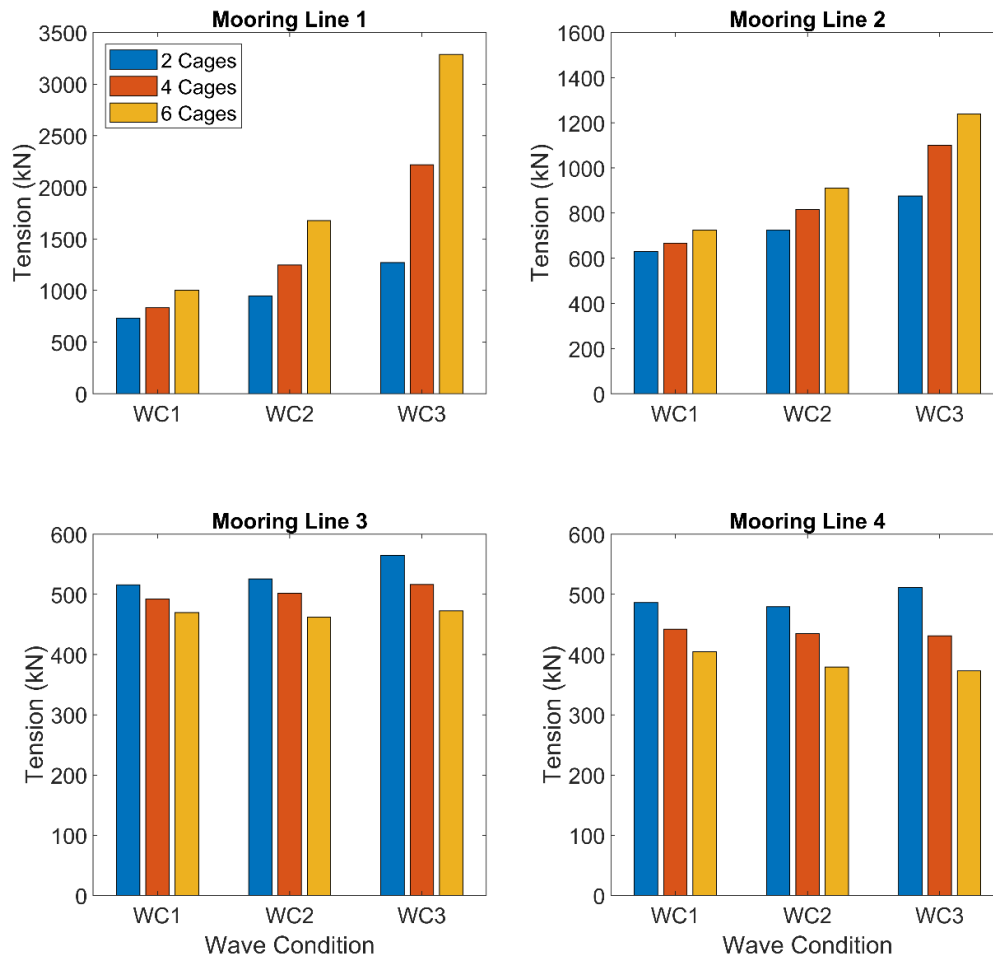 Mooring Line 1
Tension (kN)
3500
3000
2500
2000
1500
1000
500
0
2 Cages
4 Cages
6 Cages
WC1 WC2 WC3
Mooring Line 2
Tension (kN)
1600
1400
1200
1000
800
600
400
200
0
WC1 WC2 WC3
Mooring Line 3
Tension (kN)
600
500
400
300
200
100
0
WC1 WC2 WC3
Wave Condition
Mooring Line 4
Tension (kN)
600
500
400
300
200
100
0
WC1 WC2 WC3
Wave Condition